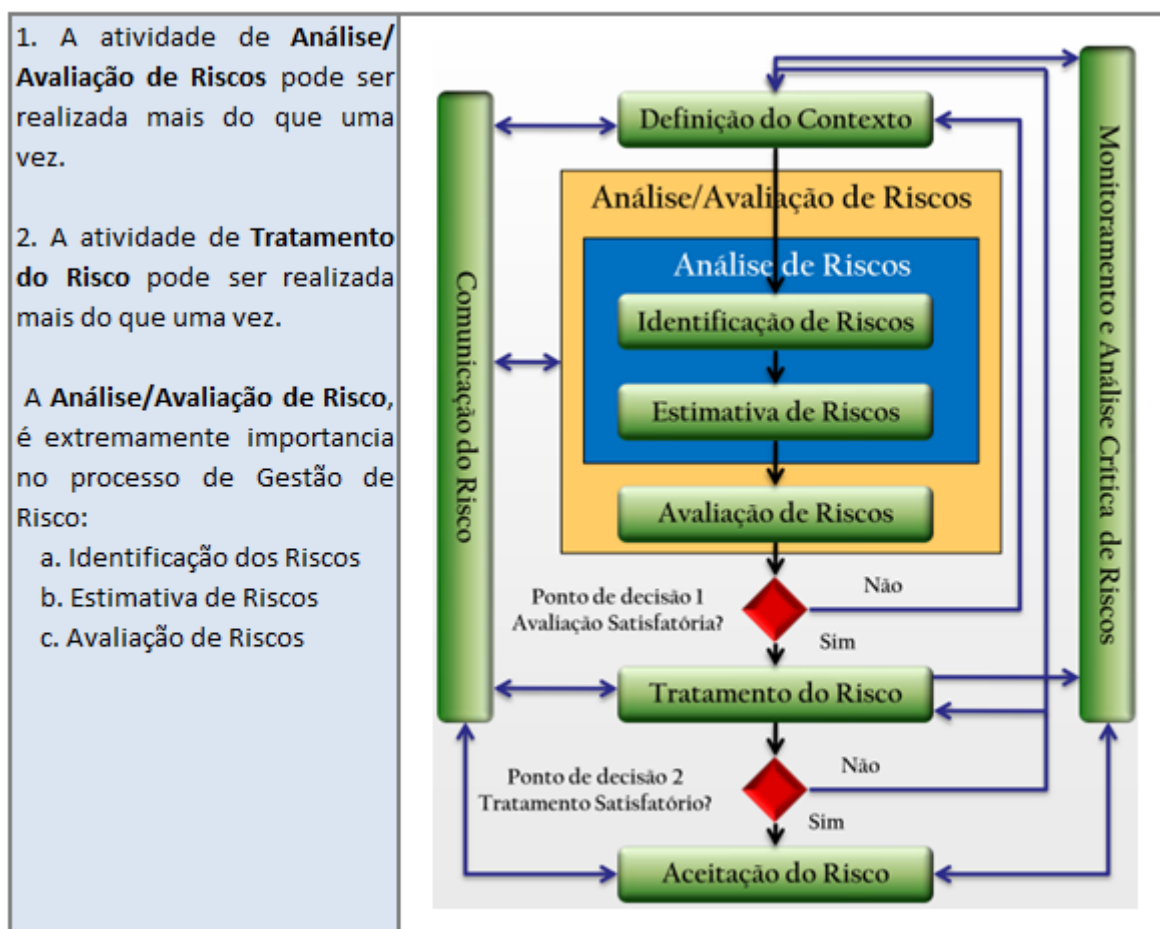 1. A atividade de Análise/
Avaliação de Riscos pode ser
realizada mais do que uma
vez.
2. A atividade de Tratamento
do Risco pode ser realizada
mais do que uma vez.
A Análise/Avaliação de Risco,
é extremamente importancia
no processo de Gestão de
Risco:
a. Identificação dos Riscos
b. Estimativa de Riscos
c. Avaliação de Riscos
Comunicação do Risco
Definição do Contexto
Análise/Avaliação de Riscos
Análise de Riscos
Identificação de Riscos
Estimativa de Riscos
Avaliação de Riscos
Ponto de decisão 1
Avaliação Satisfatória?
Não
Sim
Tratamento do Risco
Ponto de decisão 2
Tratamento Satisfatório?
Não
Sim
Aceitação do Risco
Monitoramento e Análise Crítica de Riscos